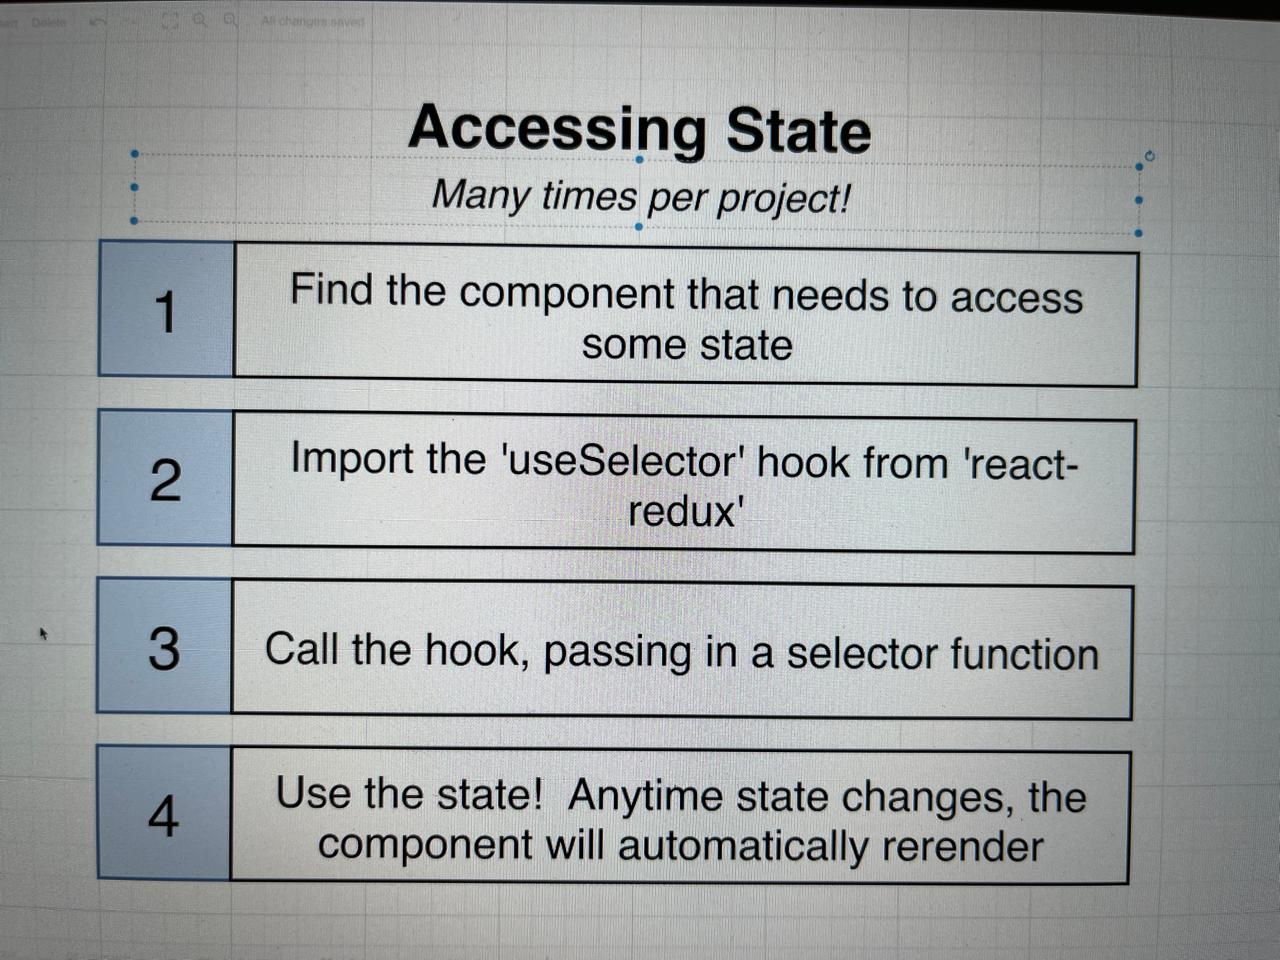 Delete
All changes saved
Accessing State
Many times per project!
1
Find the component that needs to access
some state
2
Import the 'useSelector' hook from 'react-
redux'
3
Call the hook, passing in a selector function
4
Use the state!  Anytime state changes, the
component will automatically rerender